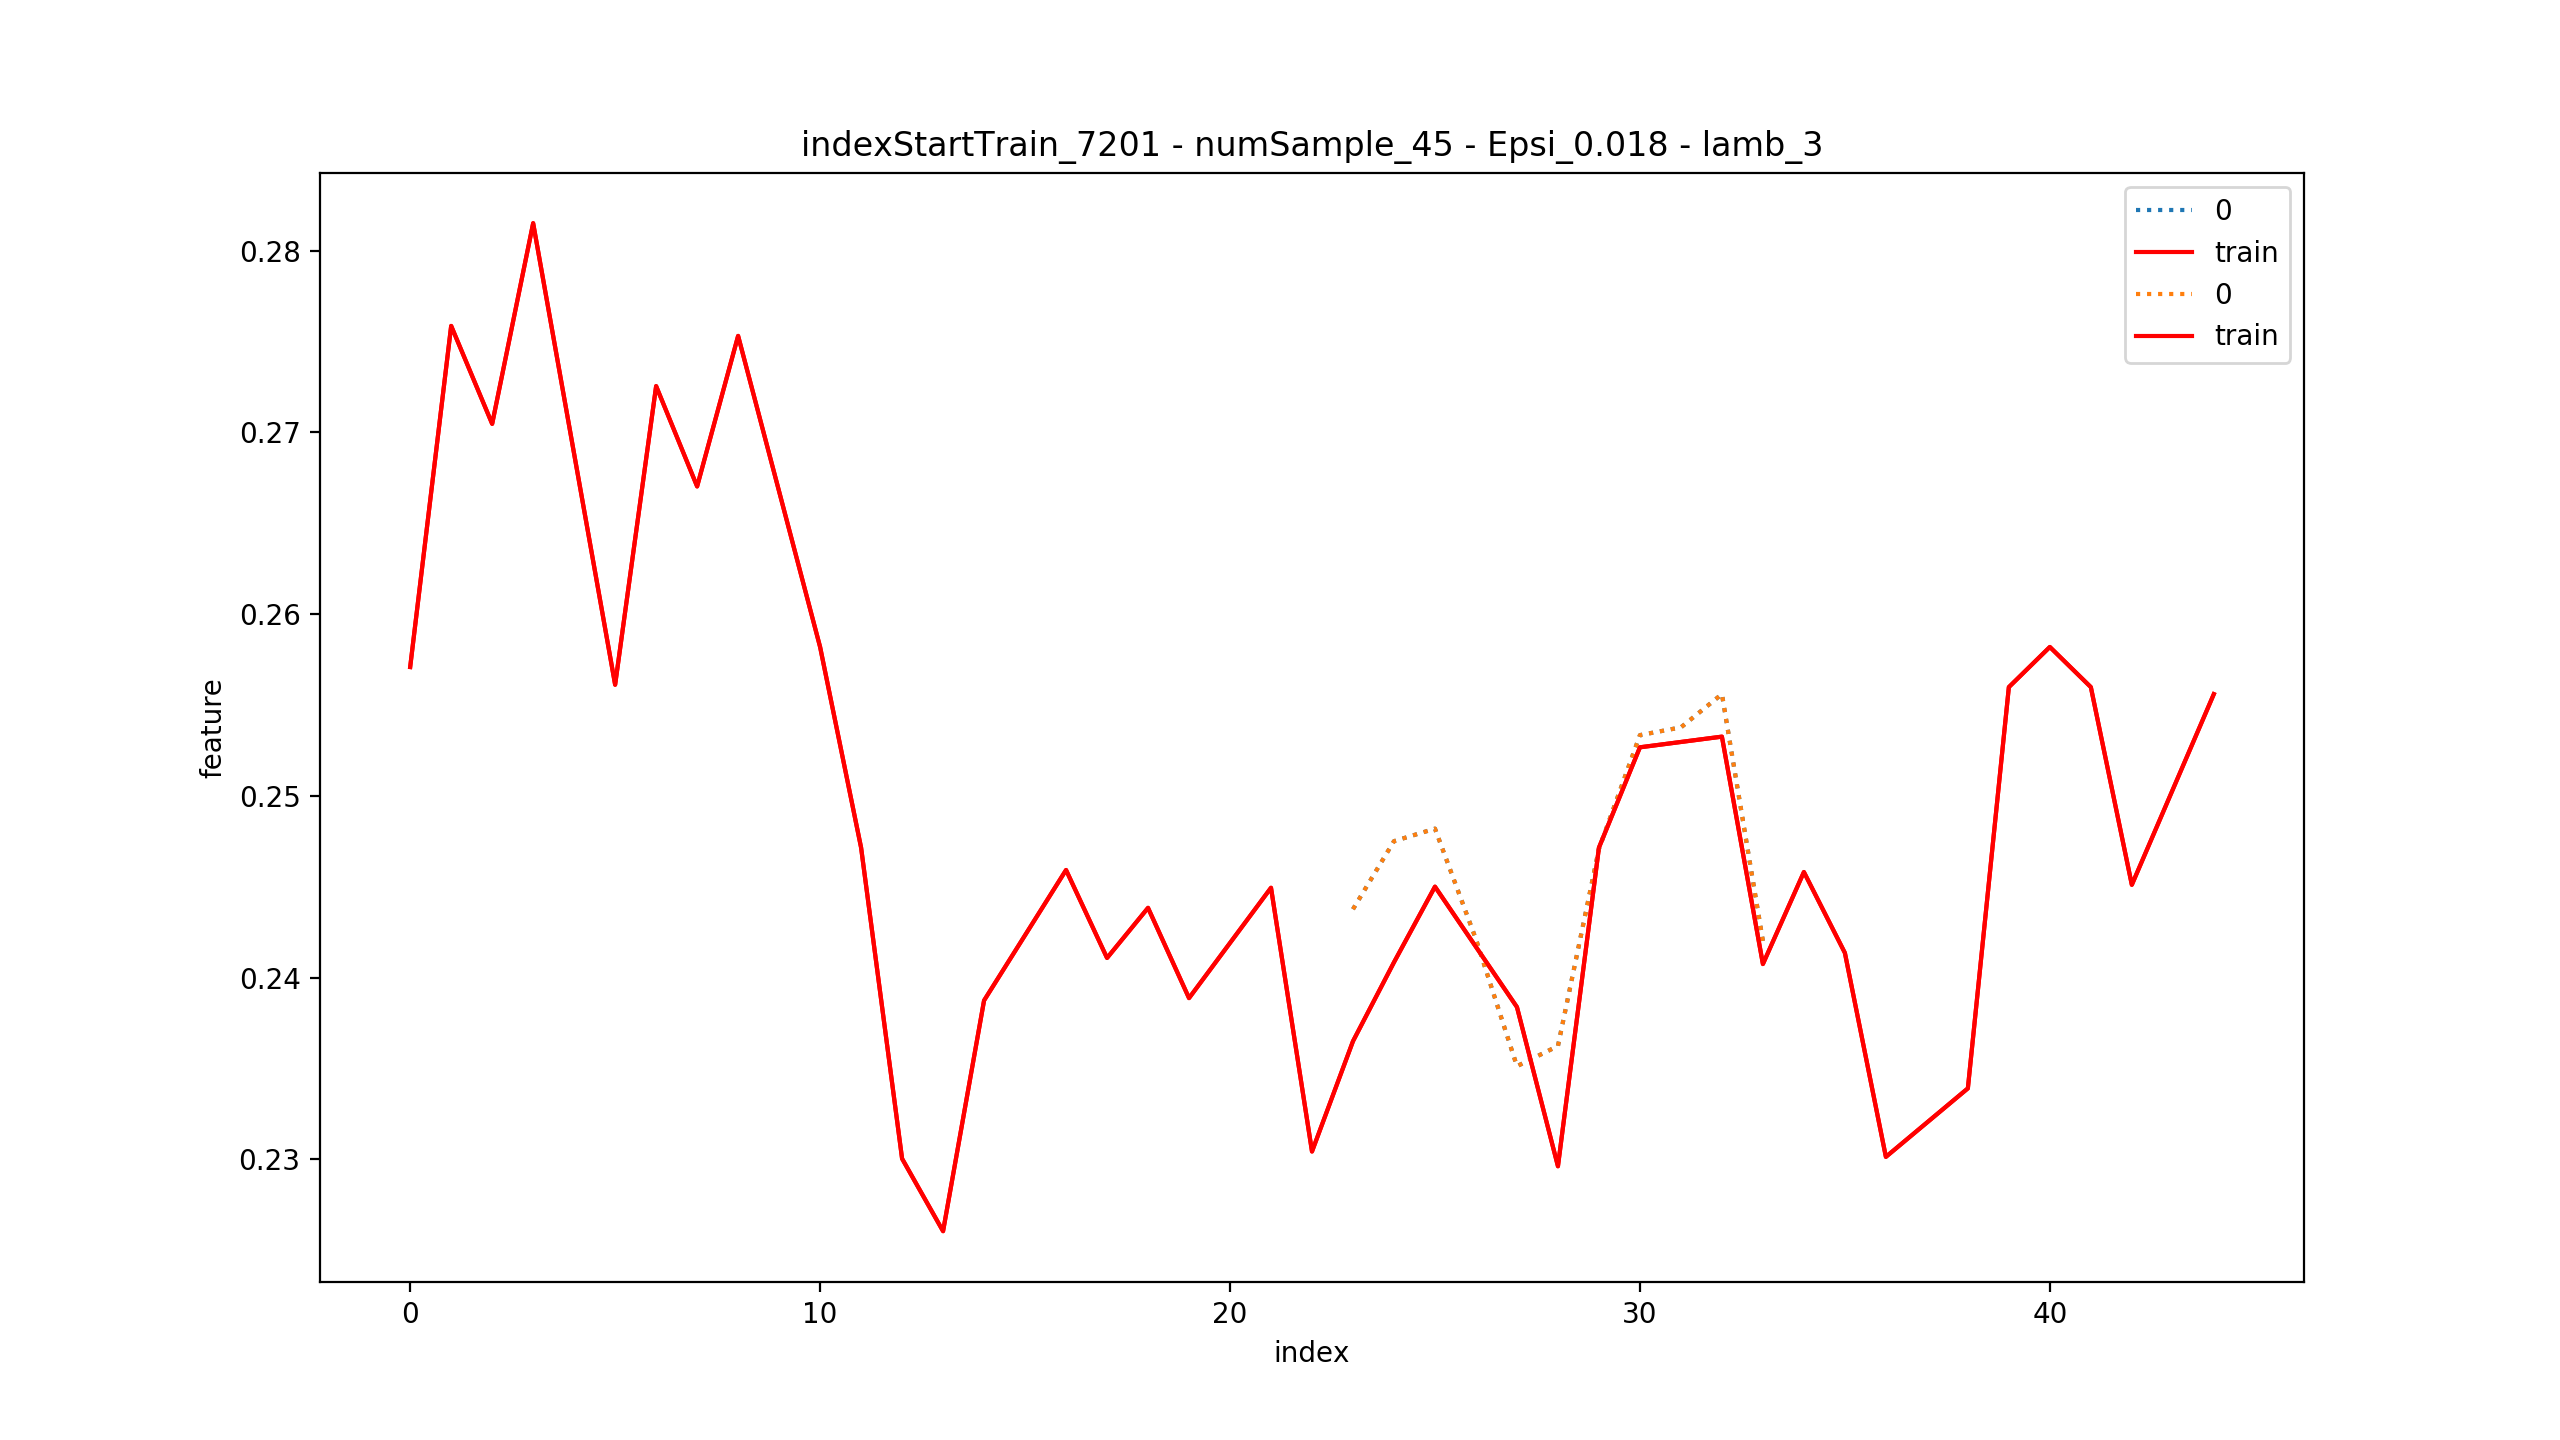 indexStartTrain_7201 - numSample_45 - Epsi_0.018 - lamb_3
0
train
0
train
0.28
0.27
0.26
0.25
0.24
0.23
feature
0 10 20 30 40
index